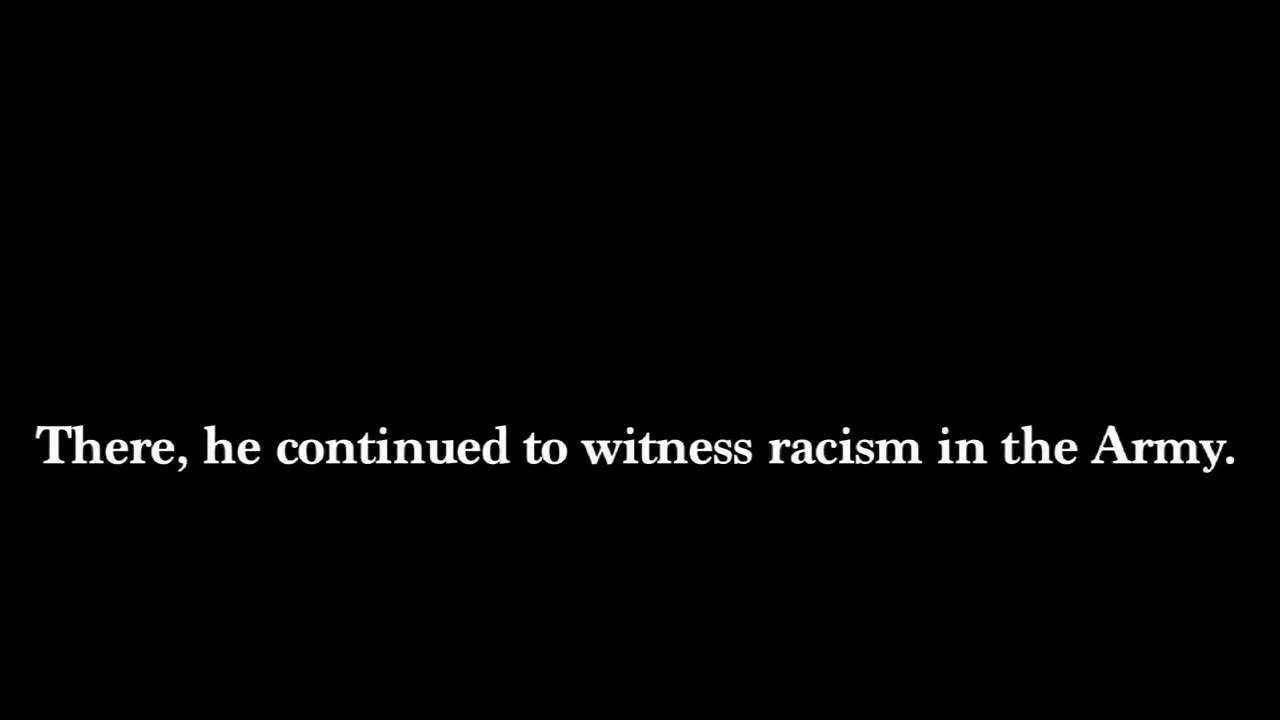 There, he continued to witness racism in the Army.